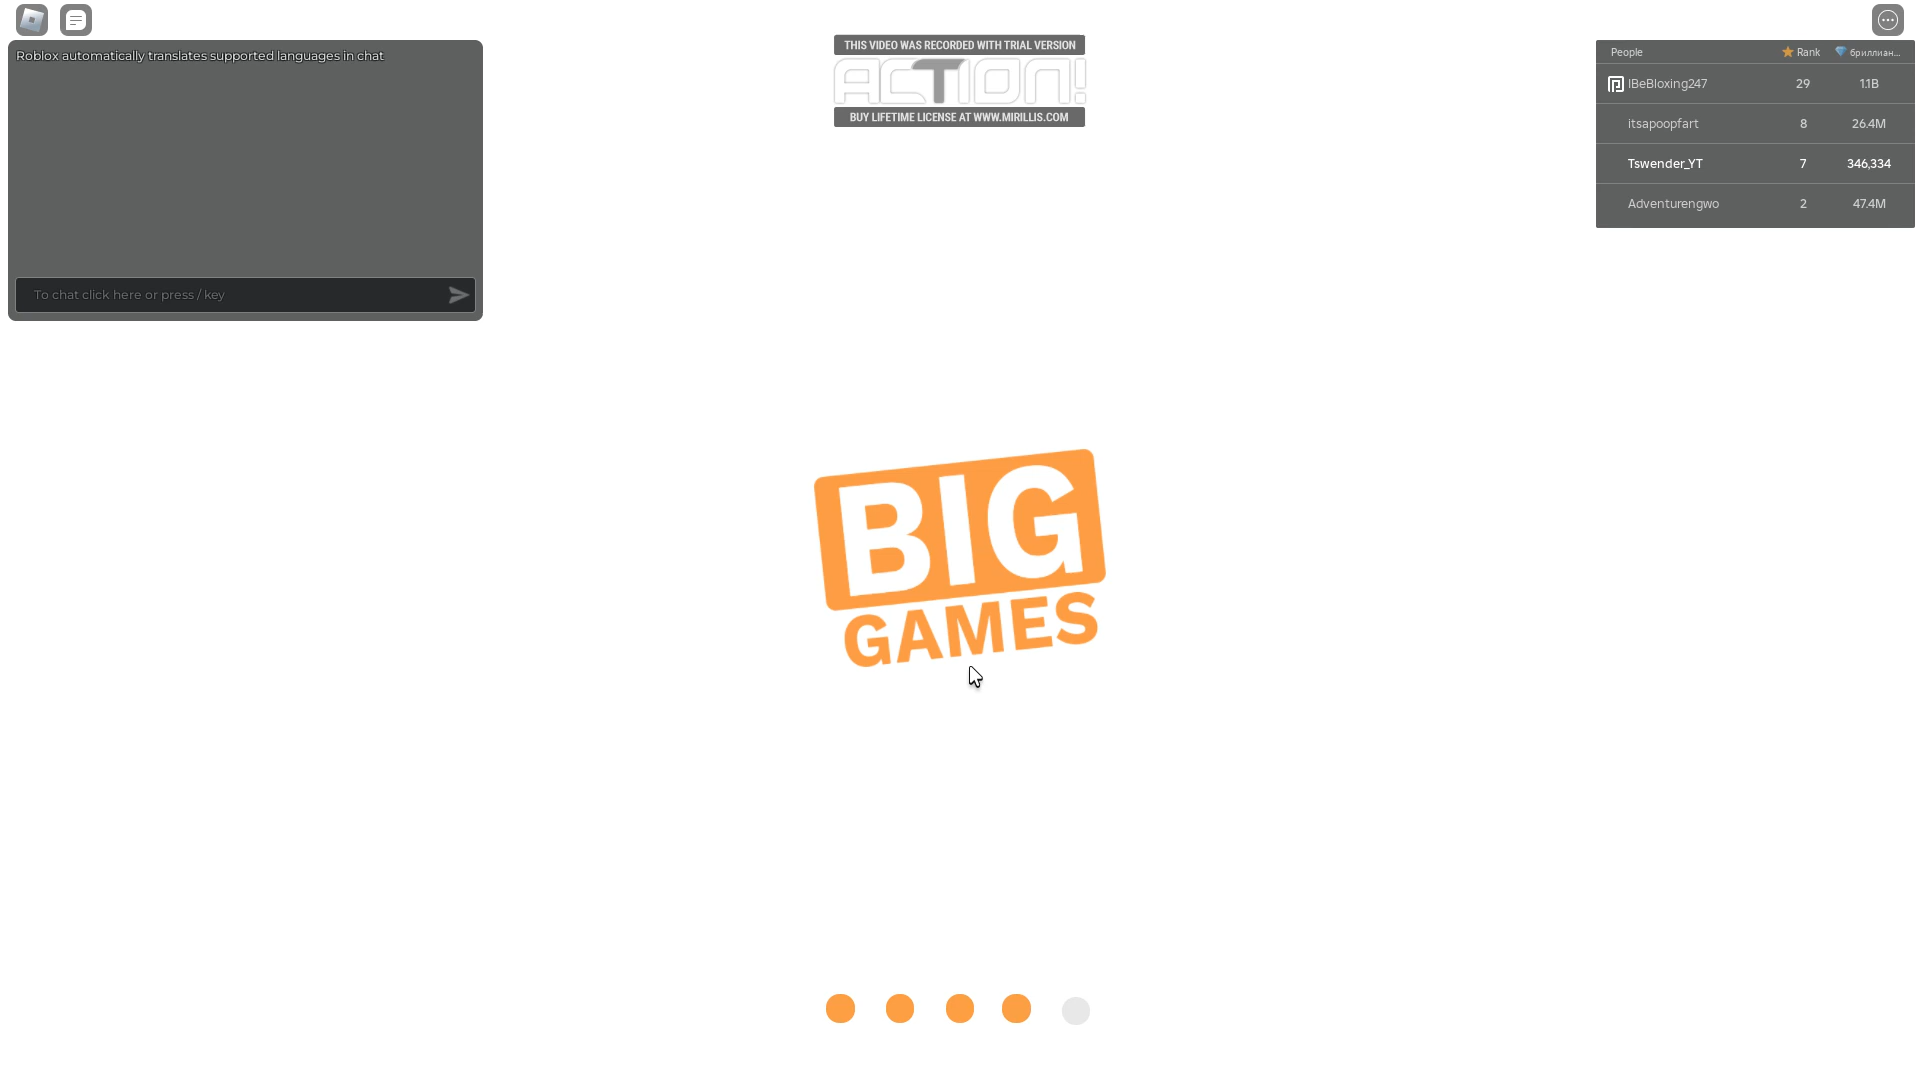 Roblox automatically translates supported languages in chat
To chat click here or press / key
THIS VIDEO WAS RECORDED WITH TRIAL VERSION
ACTION!
BUY LIFETIME LICENSE AT WWW.MIRILLIS.COM
People Rank бриллиан...
IBeBloxing247 29 1.1B
itsapoopfart 8 26.4M
Tswender_YT 7 346,334
Adventurengwo 2 47.4M
BIG
GAMES